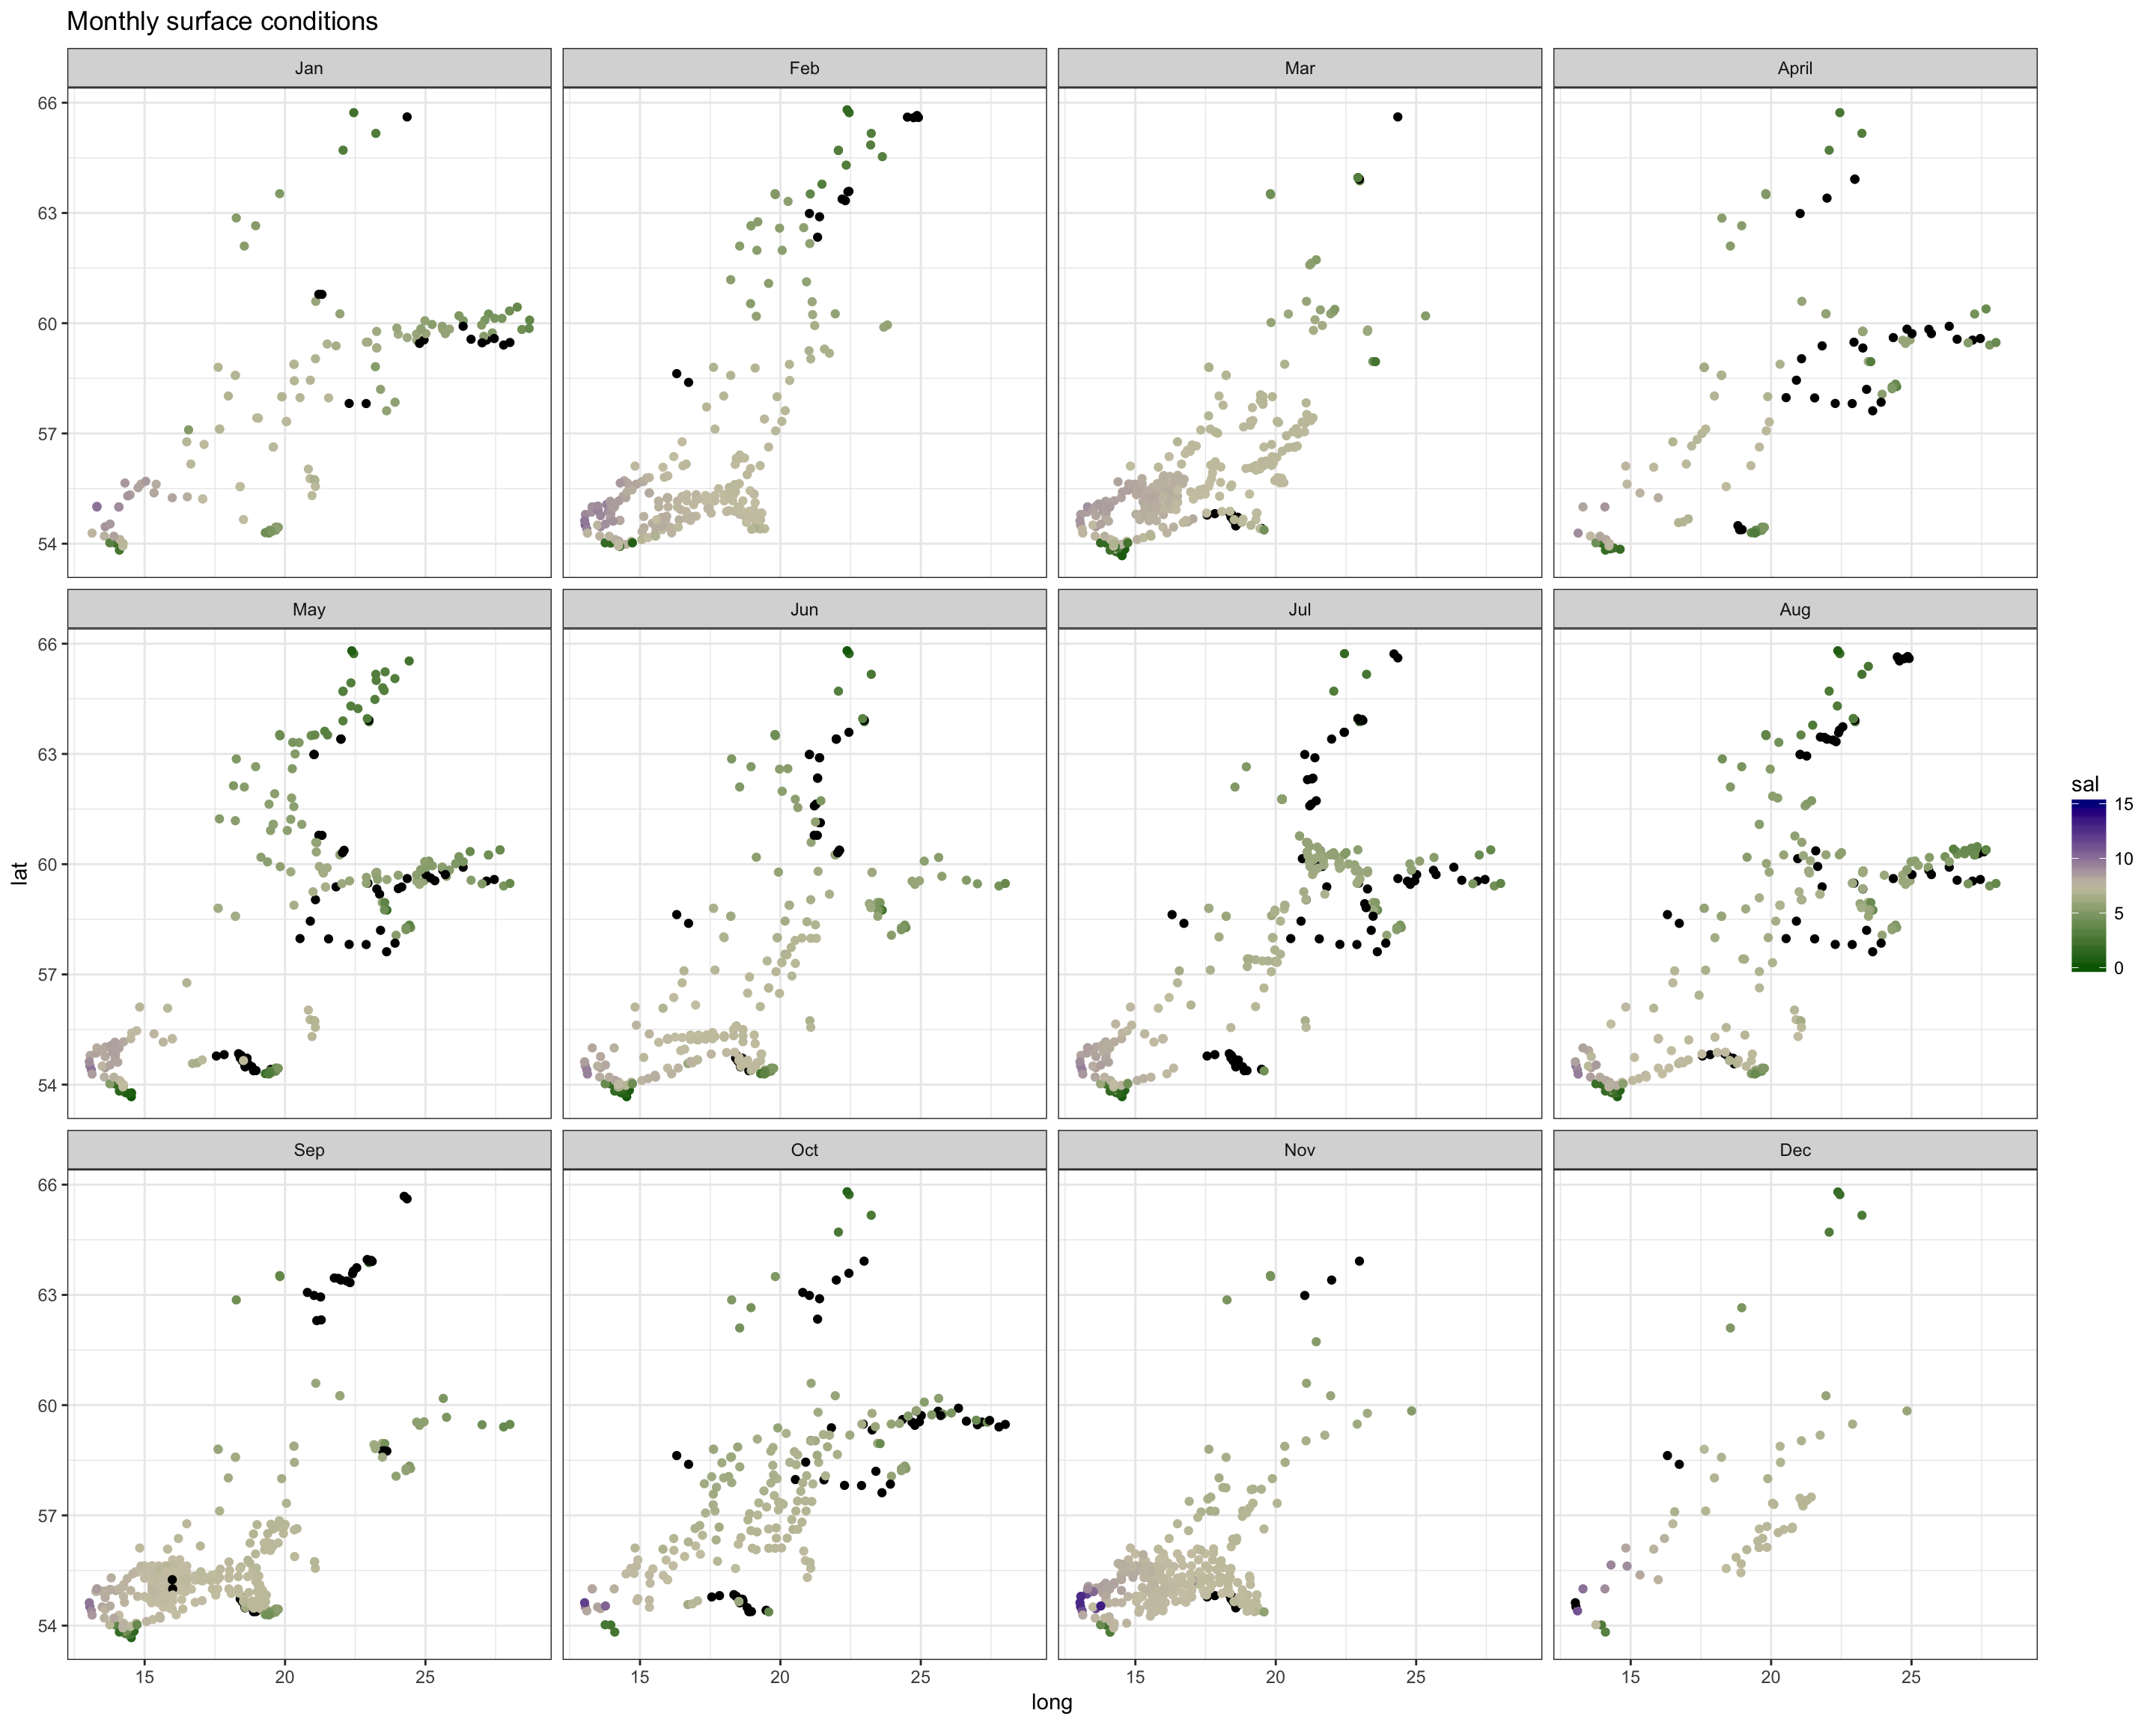 Monthly surface conditions
Jan Feb Mar April
66
63
60
57
54
May Jun Jul Aug
66
63
60
57
54
lat
sal
15
10
5
0
Sep Oct Nov Dec
66
63
60
57
54
15 20 25 15 20 25 15 20 25 15 20 25
long